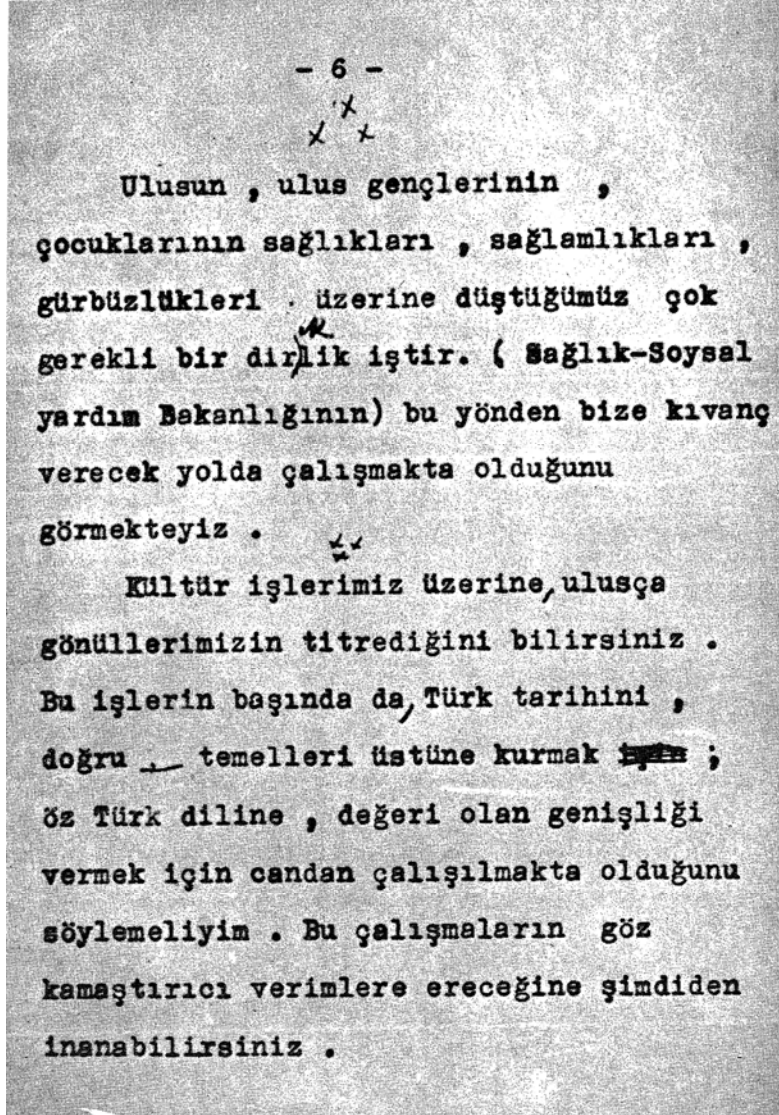 - 6 -
x
x x
Ulusun , ulus gençlerinin ,
çocuklarının sağlıkları , sağlamlıkları ,
gürbüzlükleri . üzerine düştüğümüz çok
gerekli bir dirlik iştir. ( Sağlık-Soysal
yardım Bakanlığının) bu yönden bize kıvanç
verecek yolda çalışmakta olduğunu
görmekteyiz .
Kültür işlerimiz üzerine, ulusça
gönüllerimizin titrediğini bilirsiniz .
Bu işlerin başında da, Türk tarihini ,
doğru temelleri üstüne kurmak ;
öz Türk diline , değeri olan genişliği
vermek için candan çalışılmakta olduğunu
söylemeliyim . Bu çalışmaların göz
kamaştırıcı verimlere ereceğine şimdiden
inanabilirsiniz .